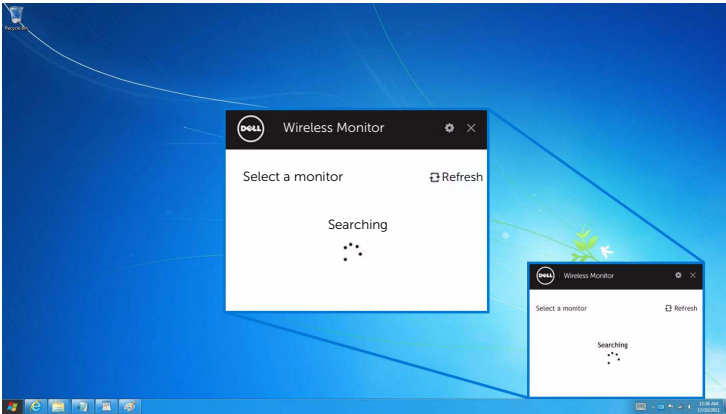 Recycle Bin
DELL
Wireless Monitor
Select a monitor
Refresh
Searching
DELL
Wireless Monitor
Select a monitor
Refresh
Searching